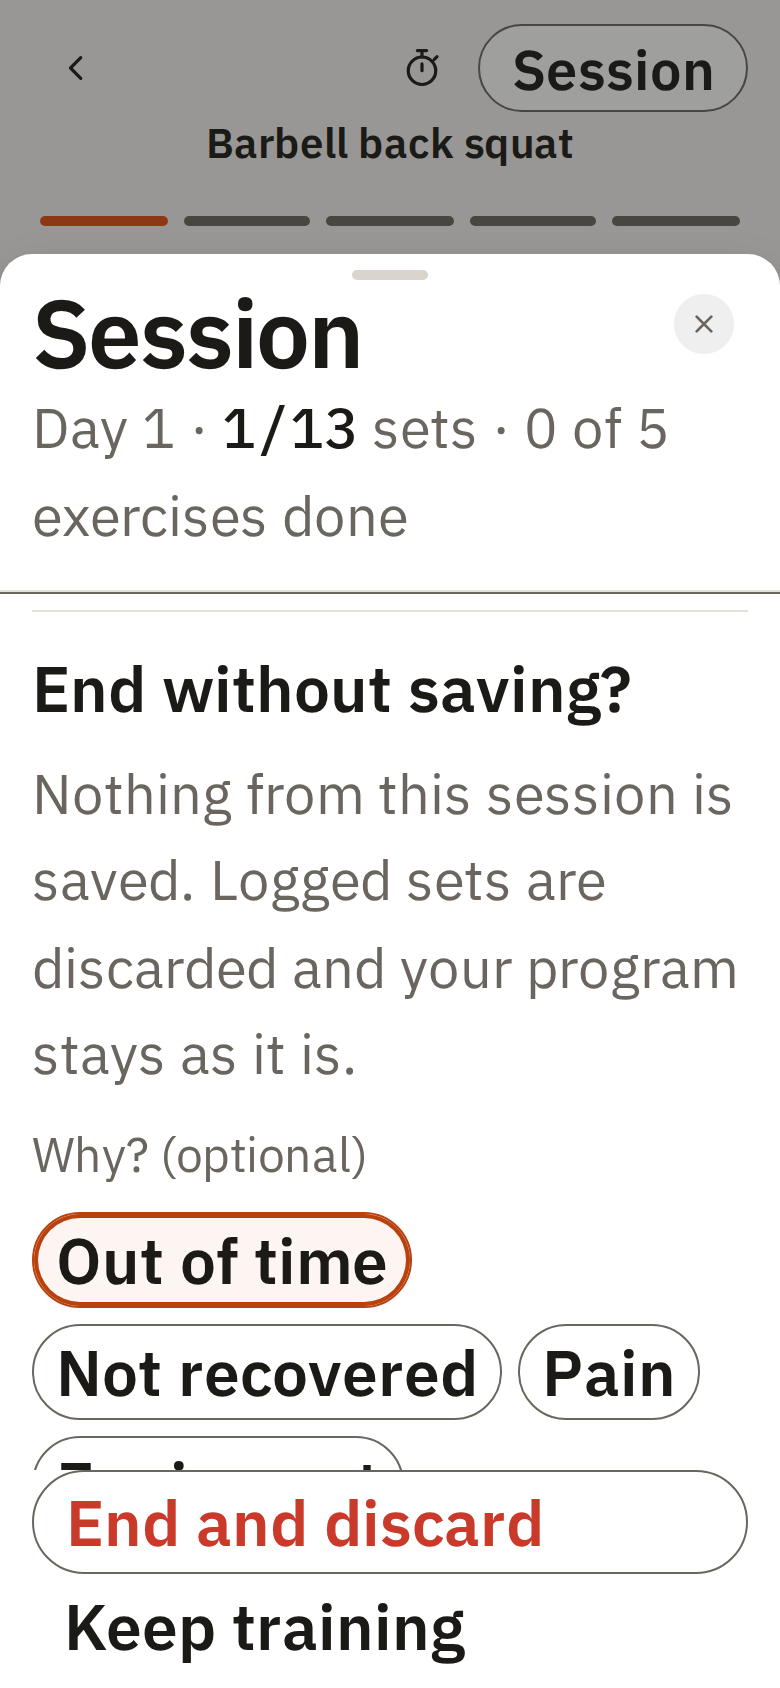 Session
Barbell back squat
Session
Day 1 · 1/13 sets · 0 of 5
exercises done
End without saving?
Nothing from this session is
saved. Logged sets are
discarded and your program
stays as it is.
Why? (optional)
Out of time
Not recovered
Pain
End and discard
Keep training